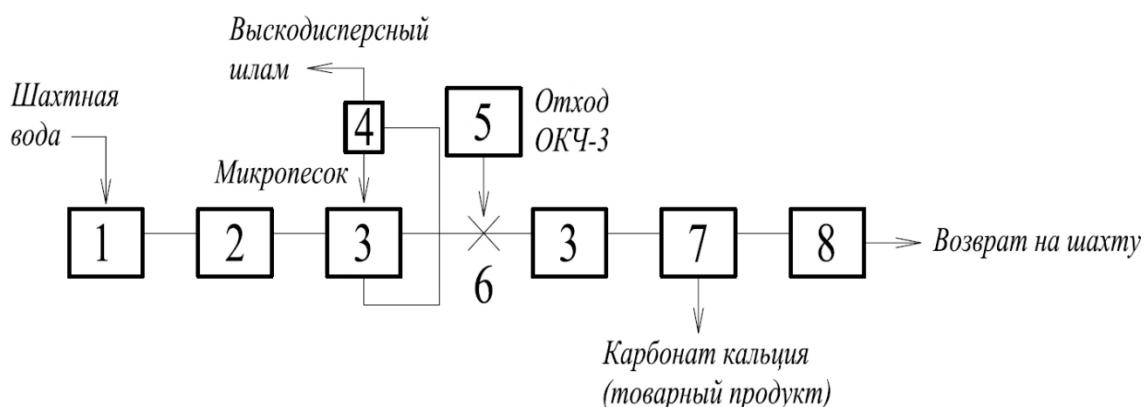 Выскодисперсный
шлам
Шахтная
вода
4
5
Отход
ОКЧ-3
Микропесок
1
2
3
6
3
7
8
Возврат на шахту
Карбонат кальция
(товарный продукт)